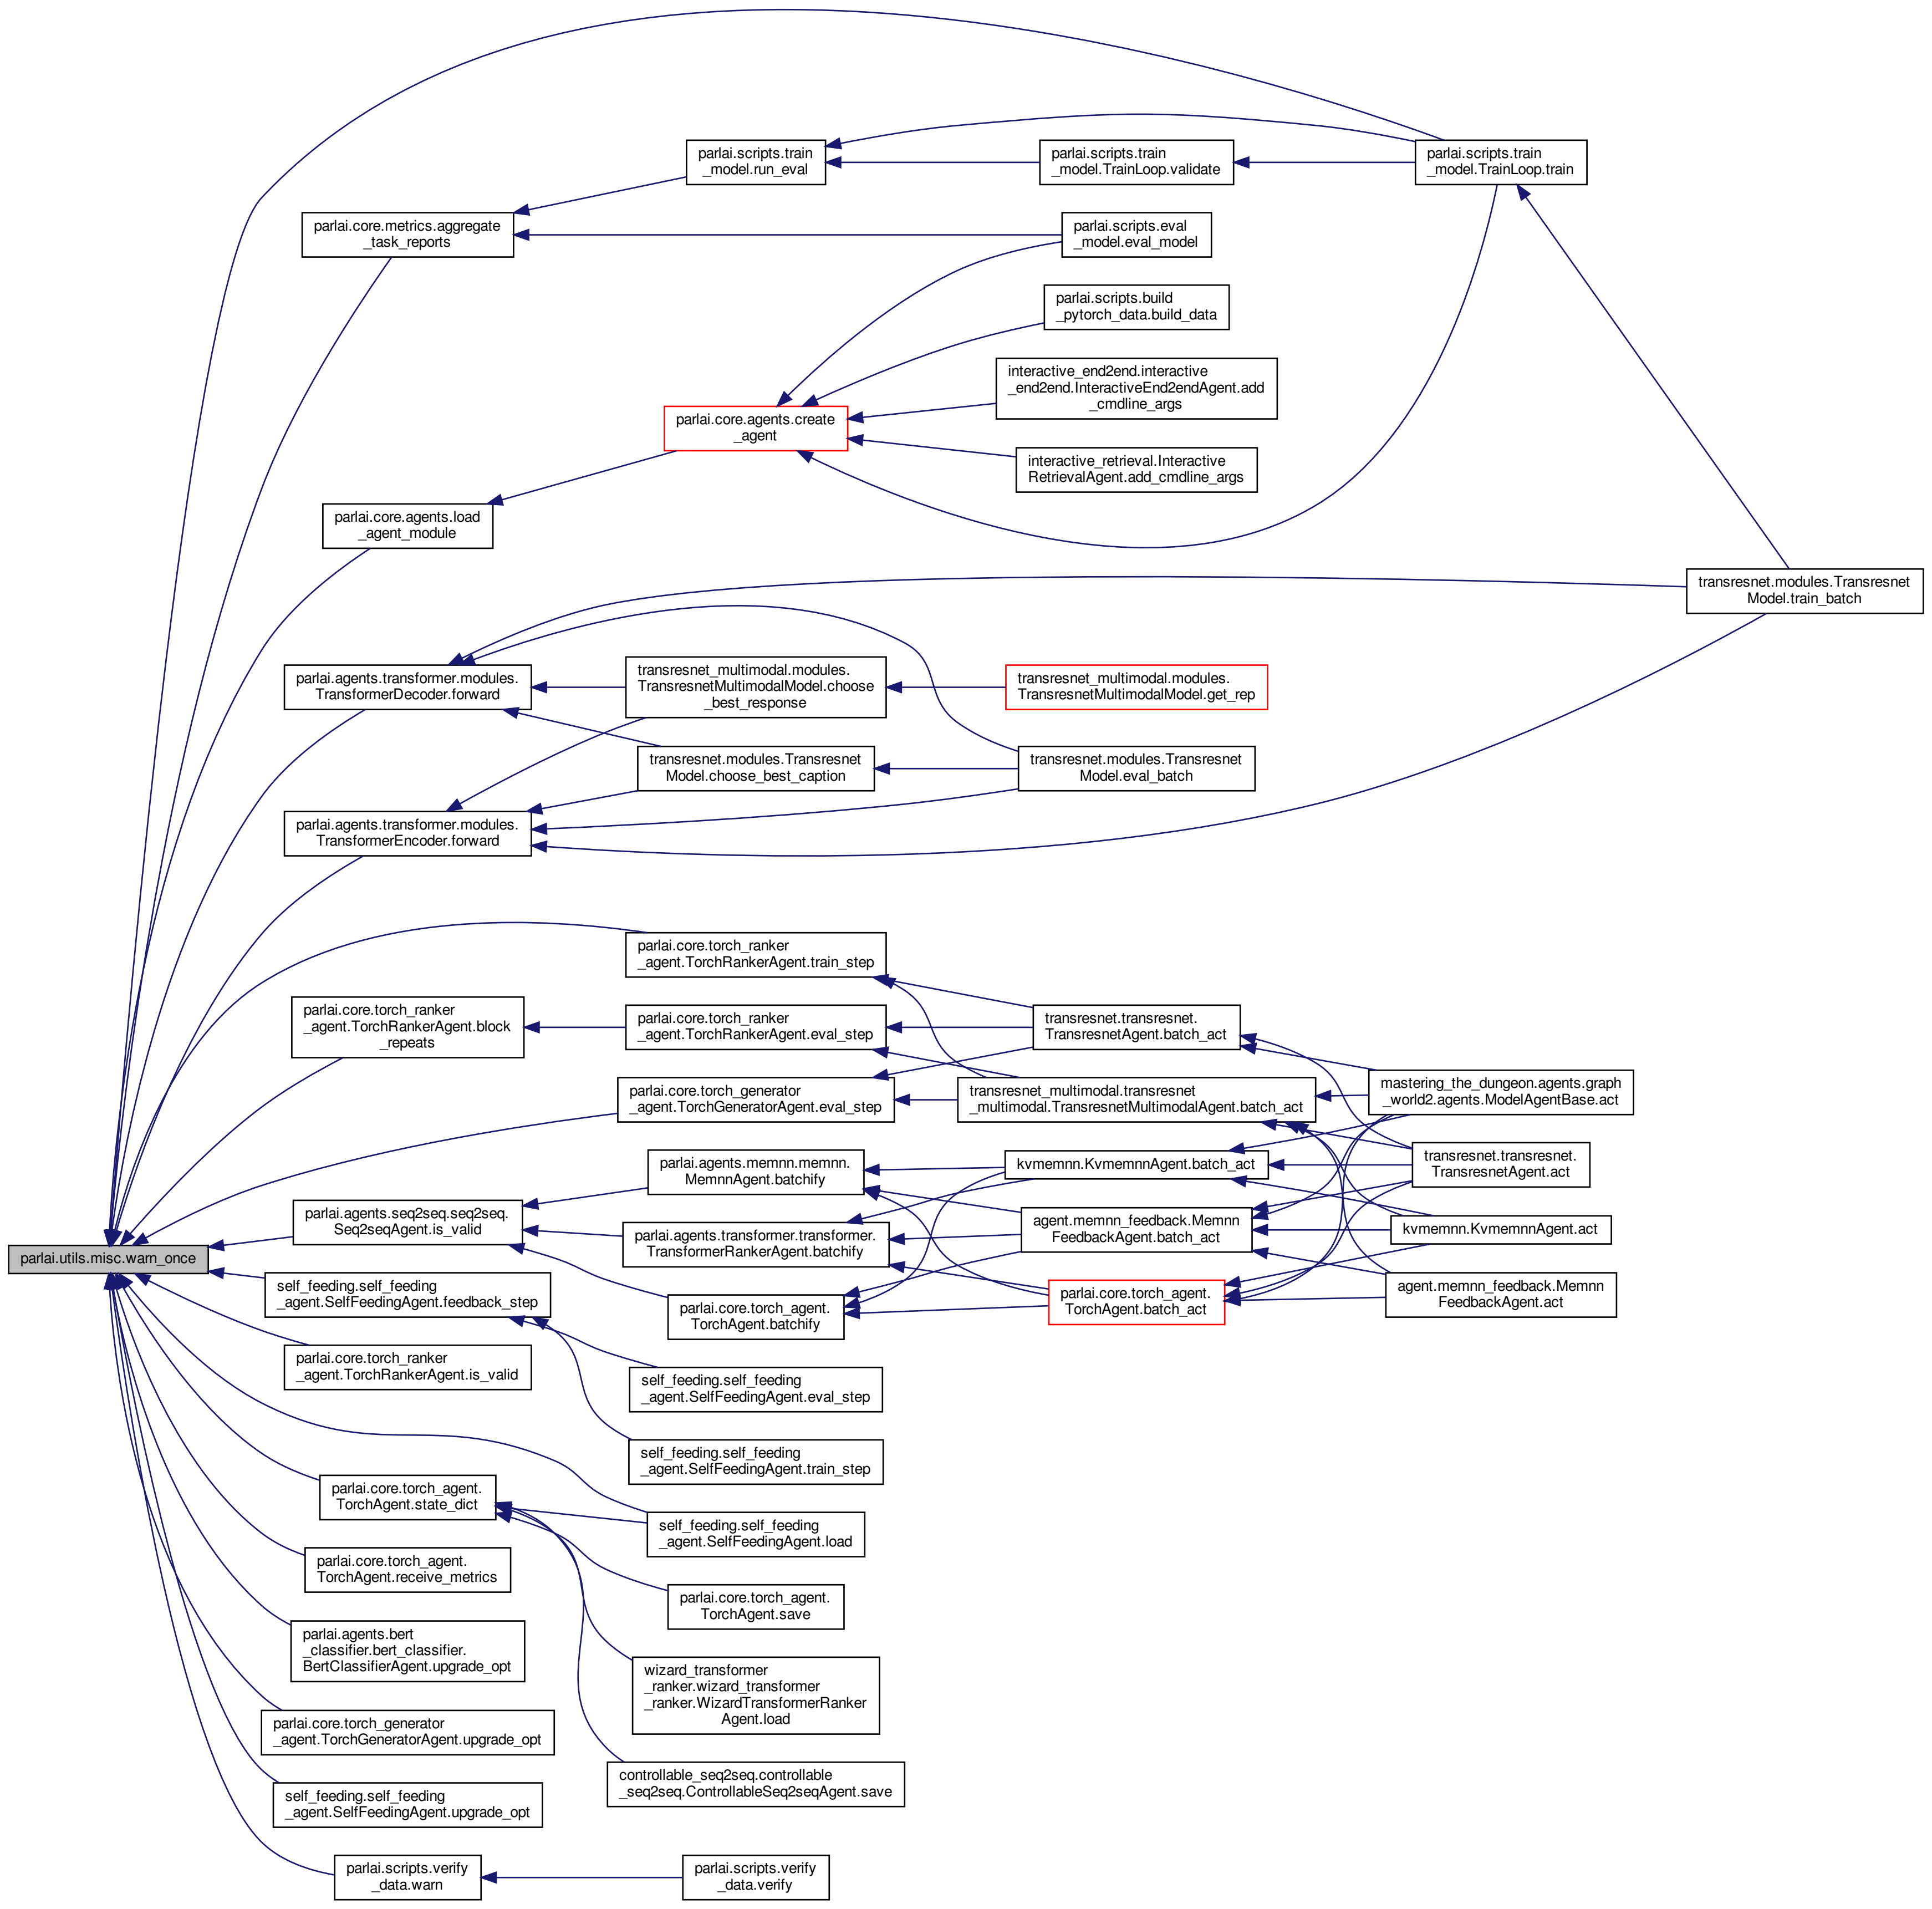 parlai.scripts.train
_model.run_eval
parlai.scripts.train
_model.TrainLoop.validate
parlai.scripts.train
_model.TrainLoop.train
parlai.core.metrics.aggregate
_task_reports
parlai.scripts.eval
_model.eval_model
parlai.scripts.build
_pytorch_data.build_data
interactive_end2end.interactive
_end2end.InteractiveEnd2endAgent.add
_cmdline_args
parlai.core.agents.create
_agent
interactive_retrieval.Interactive
RetrievalAgent.add_cmdline_args
parlai.core.agents.load
_agent_module
transresnet.modules.Transresnet
Model.train_batch
parlai.agents.transformer.modules.
TransformerDecoder.forward
transresnet_multimodal.modules.
TransresnetMultimodalModel.choose
_best_response
transresnet_multimodal.modules.
TransresnetMultimodalModel.get_rep
transresnet.modules.Transresnet
Model.choose_best_caption
transresnet.modules.Transresnet
Model.eval_batch
parlai.agents.transformer.modules.
TransformerEncoder.forward
parlai.core.torch_ranker
_agent.TorchRankerAgent.train_step
parlai.core.torch_ranker
_agent.TorchRankerAgent.block
_repeats
parlai.core.torch_ranker
_agent.TorchRankerAgent.eval_step
transresnet.transresnet.
TransresnetAgent.batch_act
parlai.core.torch_generator
_agent.TorchGeneratorAgent.eval_step
transresnet_multimodal.transresnet
_multimodal.TransresnetMultimodalAgent.batch_act
mastering_the_dungeon.agents.graph
_world2.agents.ModelAgentBase.act
parlai.agents.memnn.memnn.
MemnnAgent.batchify
kvmemnn.KvmemnnAgent.batch_act
transresnet.transresnet.
TransresnetAgent.act
parlai.agents.seq2seq.seq2seq.
Seq2seqAgent.is_valid
parlai.agents.transformer.transformer.
TransformerRankerAgent.batchify
agent.memnn_feedback.Memnn
FeedbackAgent.batch_act
kvmemnn.KvmemnnAgent.act
parlai.utils.misc.warn_once
self_feeding.self_feeding
_agent.SelfFeedingAgent.feedback_step
parlai.core.torch_agent.
TorchAgent.batchify
parlai.core.torch_agent.
TorchAgent.batch_act
agent.memnn_feedback.Memnn
FeedbackAgent.act
parlai.core.torch_ranker
_agent.TorchRankerAgent.is_valid
self_feeding.self_feeding
_agent.SelfFeedingAgent.eval_step
self_feeding.self_feeding
_agent.SelfFeedingAgent.train_step
parlai.core.torch_agent.
TorchAgent.state_dict
self_feeding.self_feeding
_agent.SelfFeedingAgent.load
parlai.core.torch_agent.
TorchAgent.receive_metrics
parlai.core.torch_agent.
TorchAgent.save
parlai.agents.bert
_classifier.bert_classifier.
BertClassifierAgent.upgrade_opt
wizard_transformer
_ranker.wizard_transformer
_ranker.WizardTransformerRanker
Agent.load
parlai.core.torch_generator
_agent.TorchGeneratorAgent.upgrade_opt
controllable_seq2seq.controllable
_seq2seq.ControllableSeq2seqAgent.save
self_feeding.self_feeding
_agent.SelfFeedingAgent.upgrade_opt
parlai.scripts.verify
_data.warn
parlai.scripts.verify
_data.verify